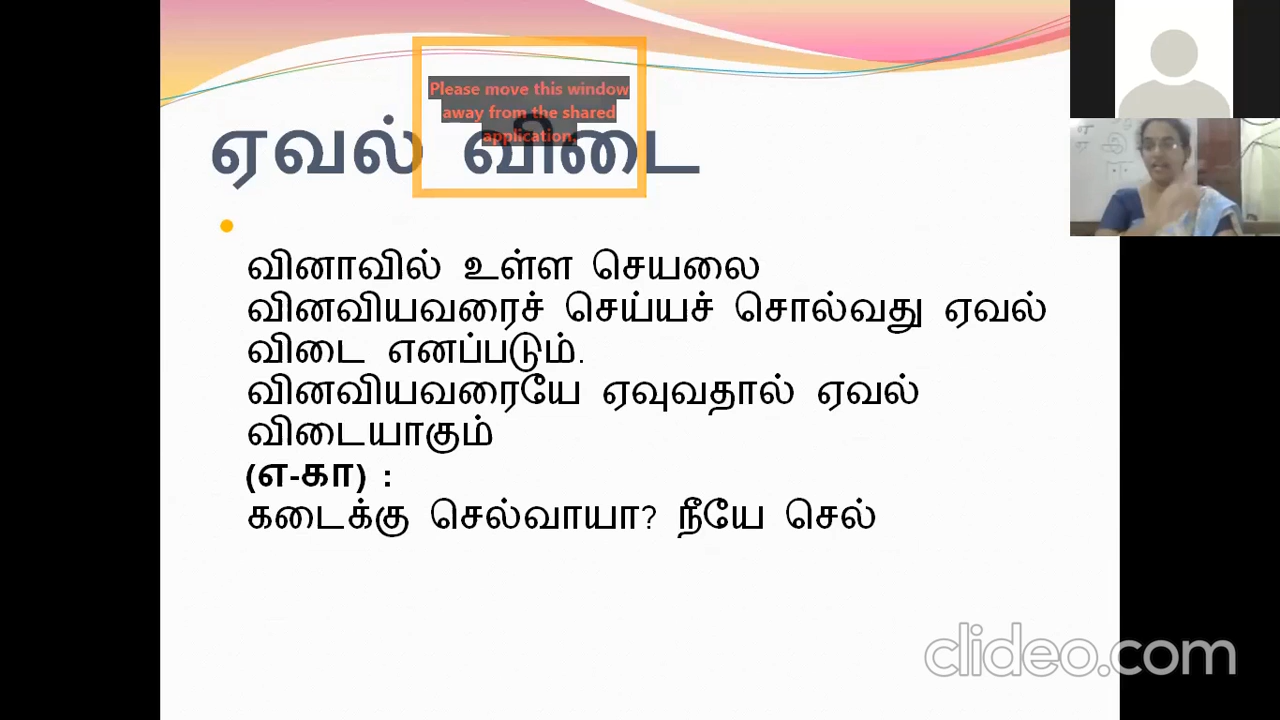 Please move this window
away from the shared
application.
ஏவல் விடை
வினாவில் உள்ள செயலை
வினவியவரைச் செய்யச் சொல்வது ஏவல்
விடை எனப்படும்.
வினவியவரையே ஏவுவதால் ஏவல்
விடையாகும்
(எ-கா) :
கடைக்கு செல்வாயா? நீயே செல்
clideo.com